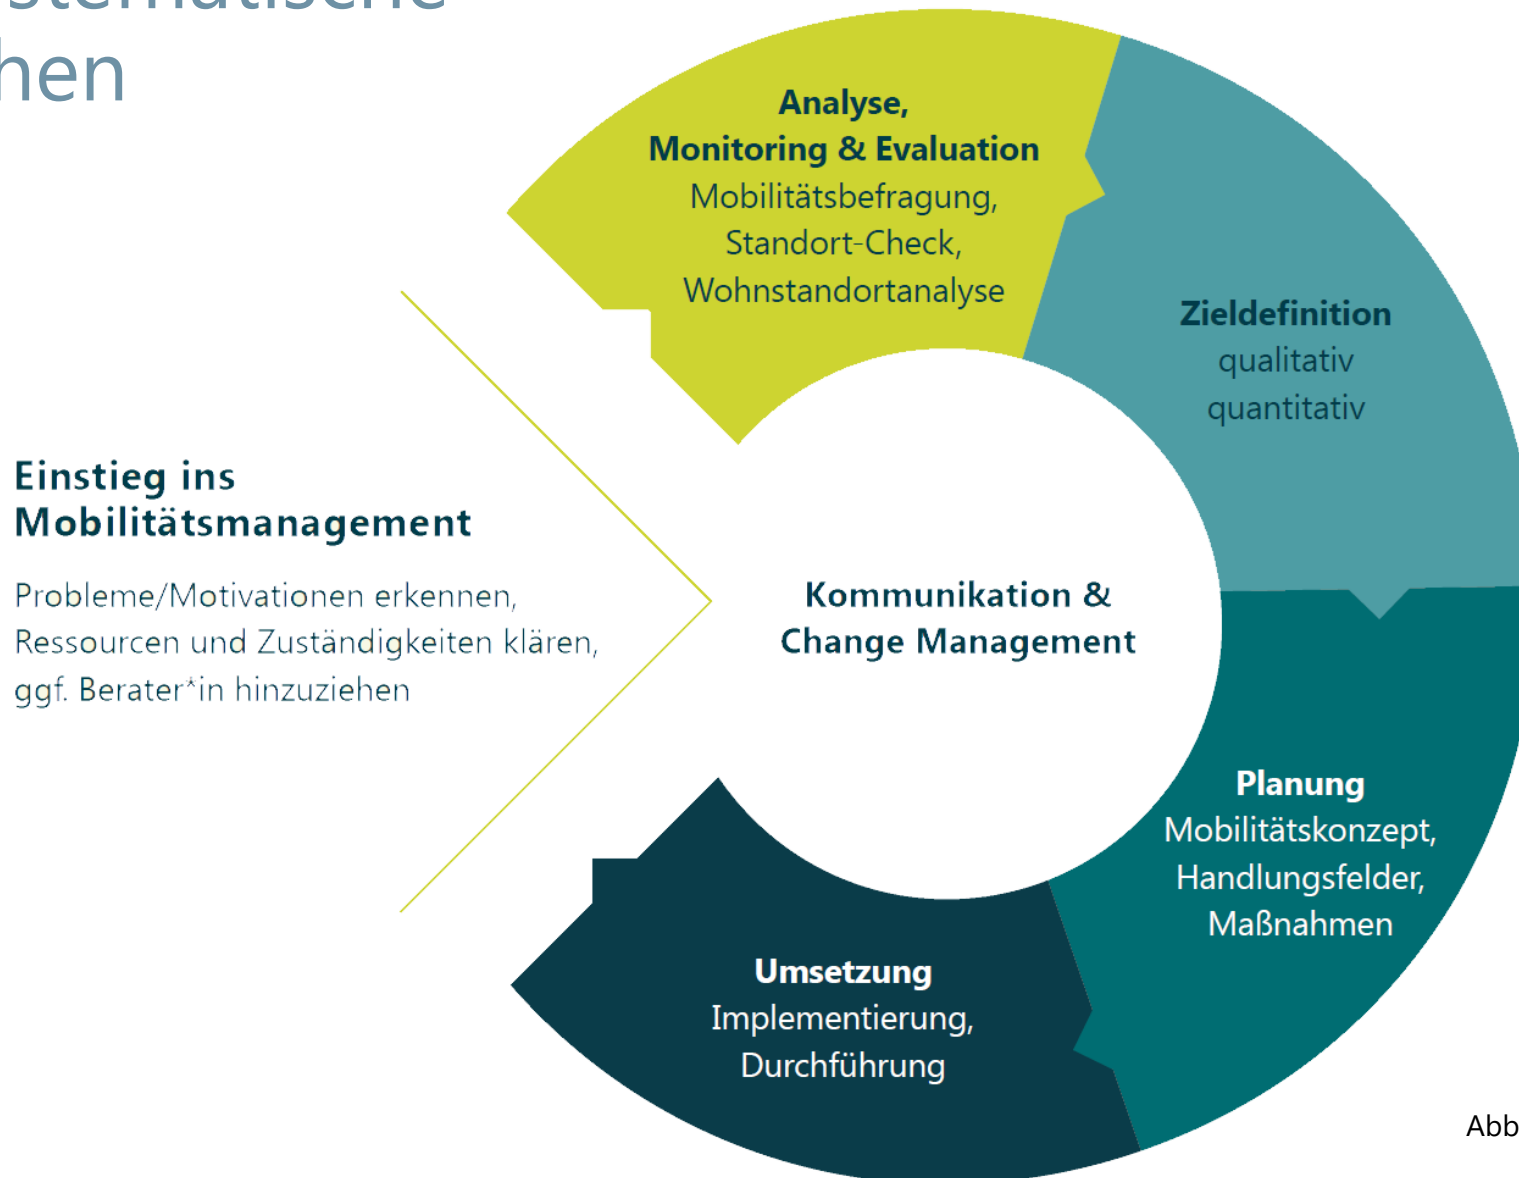 stematische
hen
Analyse,
Monitoring & Evaluation
Mobilitätsbefragung,
Standort-Check,
Wohnstandortanalyse
Zieldefinition
qualitativ
quantitativ
Einstieg ins
Mobilitätsmanagement
Probleme/Motivationen erkennen,
Ressourcen und Zuständigkeiten klären,
ggf. Berater*in hinzuziehen
Kommunikation &
Change Management
Planung
Mobilitätskonzept,
Handlungsfelder,
Maßnahmen
Umsetzung
Implementierung,
Durchführung
Abb